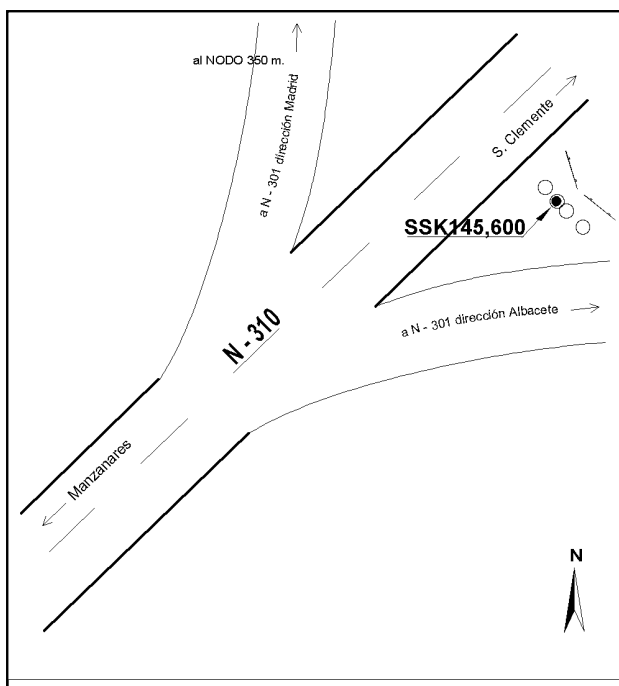 al NODO 350 m.
a N - 301 dirección Madrid
S. Clemente
SSK145,600
N - 310
a N - 301 dirección Albacete
Manzanares
N